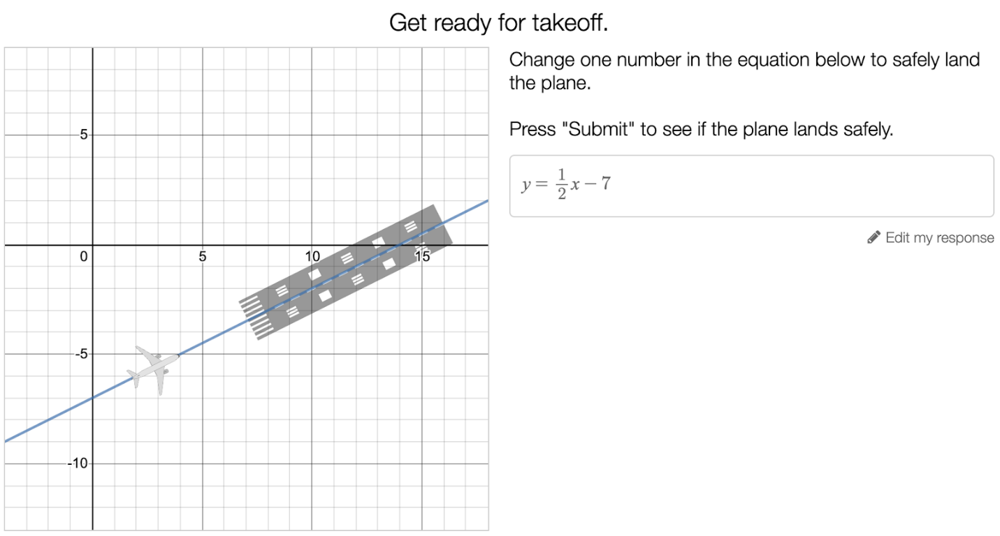 Get ready for takeoff.
Change one number in the equation below to safely land
the plane.
Press "Submit" to see if the plane lands safely.
y = \frac{1}{2}x − 7
Edit my response
5
0
5
10
15
-5
-10